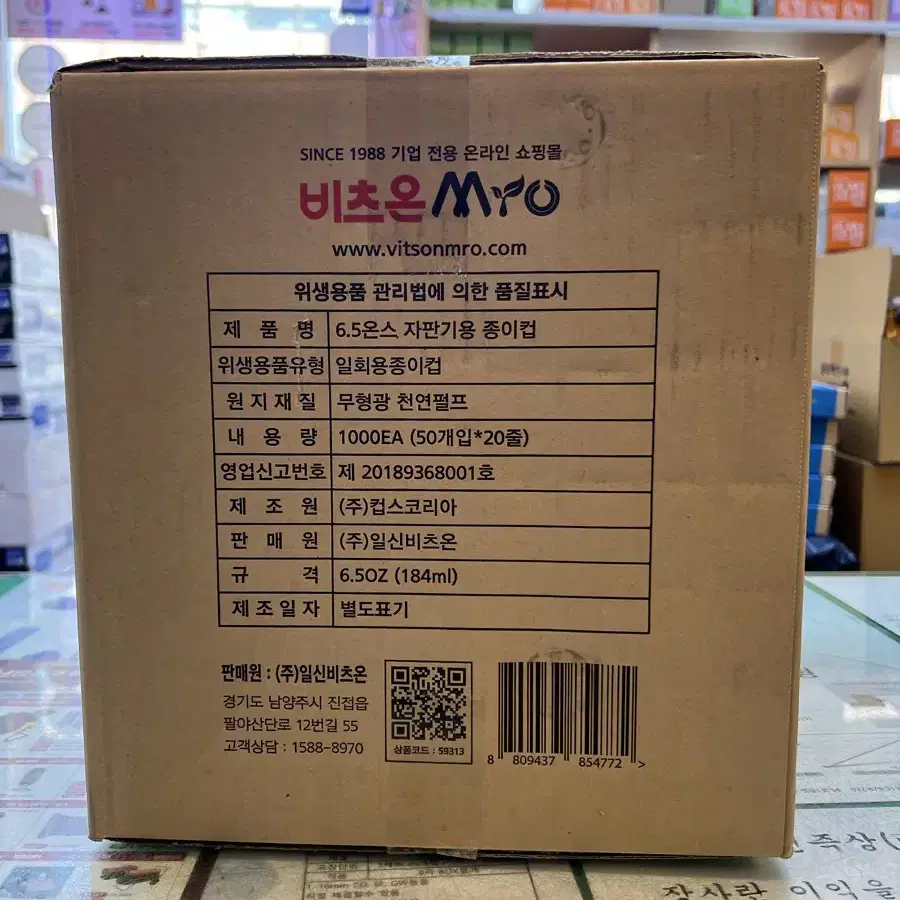 SINCE 1988 기업 전용 온라인 쇼핑몰
비츠온 Mro
www.vitsonmro.com
위생용품 관리법에 의한 품질표시
제 품 명 6.5온스 자판기용 종이컵
위생용품유형 일회용종이컵
원 지 재 질 무형광 천연펄프
내 용 량 1000EA (50개입*20줄)
영업신고번호 제 20189368001호
제 조 원 (주)컵스코리아
판 매 원 (주)일신비츠온
규 격 6.5OZ (184ml)
제 조 일 자 별도표기
판매원 : (주)일신비츠온
경기도 남양주시 진접읍
팔야산단로 12번길 55
고객상담 : 1588-8970
상품코드 : 59313
8 809437 854772 >
장사란 이익을